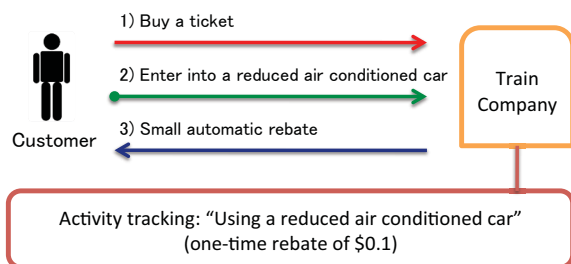 1) Buy a ticket
2) Enter into a reduced air conditioned car
3) Small automatic rebate
Customer
Train
Company
Activity tracking: “Using a reduced air conditioned car”
(one-time rebate of $0.1)